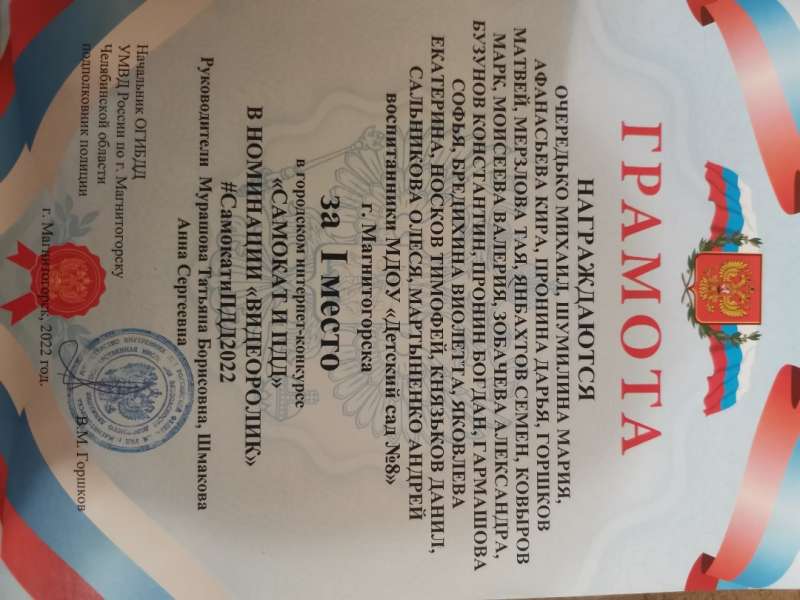 ГРАМОТА
НАГРАЖДАЮТСЯ
ОЧЕРЕДЬКО МИХАИЛ, ШУМИЛИНА МАРИЯ,
АФАНАСЬЕВА КИРА, ПРОНИНА ДАРЬЯ, ГОРШКОВ
МАТВЕЙ, МЕРЗЛОВА ТАЯ, ЯНБАХТОВ СЕМЕН, КОВЫРОВ
МАРК, МОИСЕЕВА ВАЛЕРИЯ, ЗОБАЧЕВА АЛЕКСАНДРА,
БУЗУНОВ КОНСТАНТИН, ПРОНИН БОГДАН, ГАРМАШОВА
СОФЬЯ, БРЕДИХИНА ВИОЛЕТТА, ЯКОВЛЕВА
ЕКАТЕРИНА, НОСКОВ ТИМОФЕЙ, КНЯЗЬКОВ ДАНИЛ,
САЛЬНИКОВА ОЛЕСЯ, МАРТЫНЕНКО АНДРЕЙ
воспитанники МДОУ «Детский сад №8»
г. Магнитогорска
За I место
в городском интернет-конкурсе
«САМОКАТ И ПДД»
В НОМИНАЦИИ «ВИДЕОРОЛИК»
#СамокатиПДД2022
Руководители Мурашова Татьяна Борисовна, Шмакова
Анна Сергеевна
Начальник ОГИБДД
УМВД России по г. Магнитогорску
Челябинской области
подполковник полиции
В.М. Горшков
г. Магнитогорск, 2022 год.